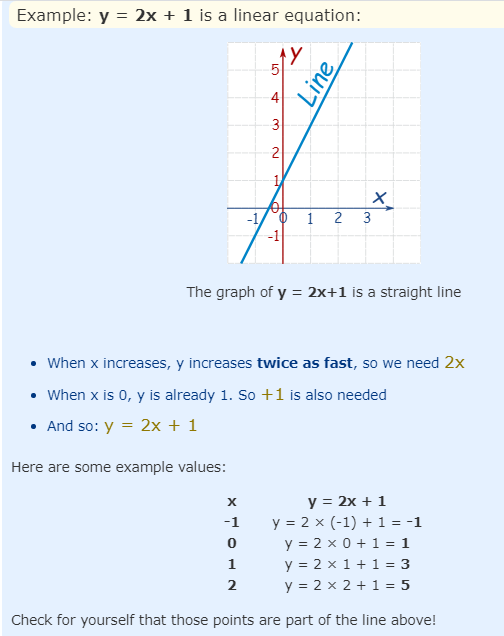 Example: y = 2x + 1 is a linear equation:
y
Line
5
4
3
2
1
0
-1
x
-1 0 1 2 3
The graph of y = 2x+1 is a straight line
• When x increases, y increases twice as fast, so we need 2x
• When x is 0, y is already 1. So +1 is also needed
• And so: y = 2x + 1
Here are some example values:
x y = 2x + 1
-1 y = 2 × (-1) + 1 = -1
0 y = 2 × 0 + 1 = 1
1 y = 2 × 1 + 1 = 3
2 y = 2 × 2 + 1 = 5
Check for yourself that those points are part of the line above!